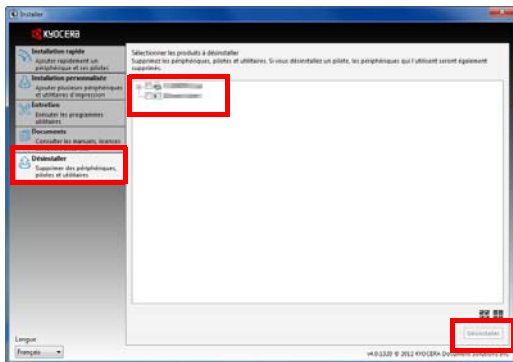 Installer
KYOCERA
Installation rapide
Ajouter rapidement un
périphérique et ses pilotes
Installation personnalisée
Ajouter plusieurs périphériques
et utilitaires d'impression
Entretien
Exécuter les programmes
utilitaires
Documents
Consulter les manuels, licences
Désinstaller
Supprimer des périphériques,
pilotes et utilitaires
Sélectionner les produits à désinstaller
Supprimez les périphériques, pilotes et utilitaires. Si vous désinstallez un pilote, les périphériques qui l'utilisent seront également
supprimés.
Désinstaller
Langue
Français
v4.0.1320 © 2012 KYOCERA Document Solutions Inc.